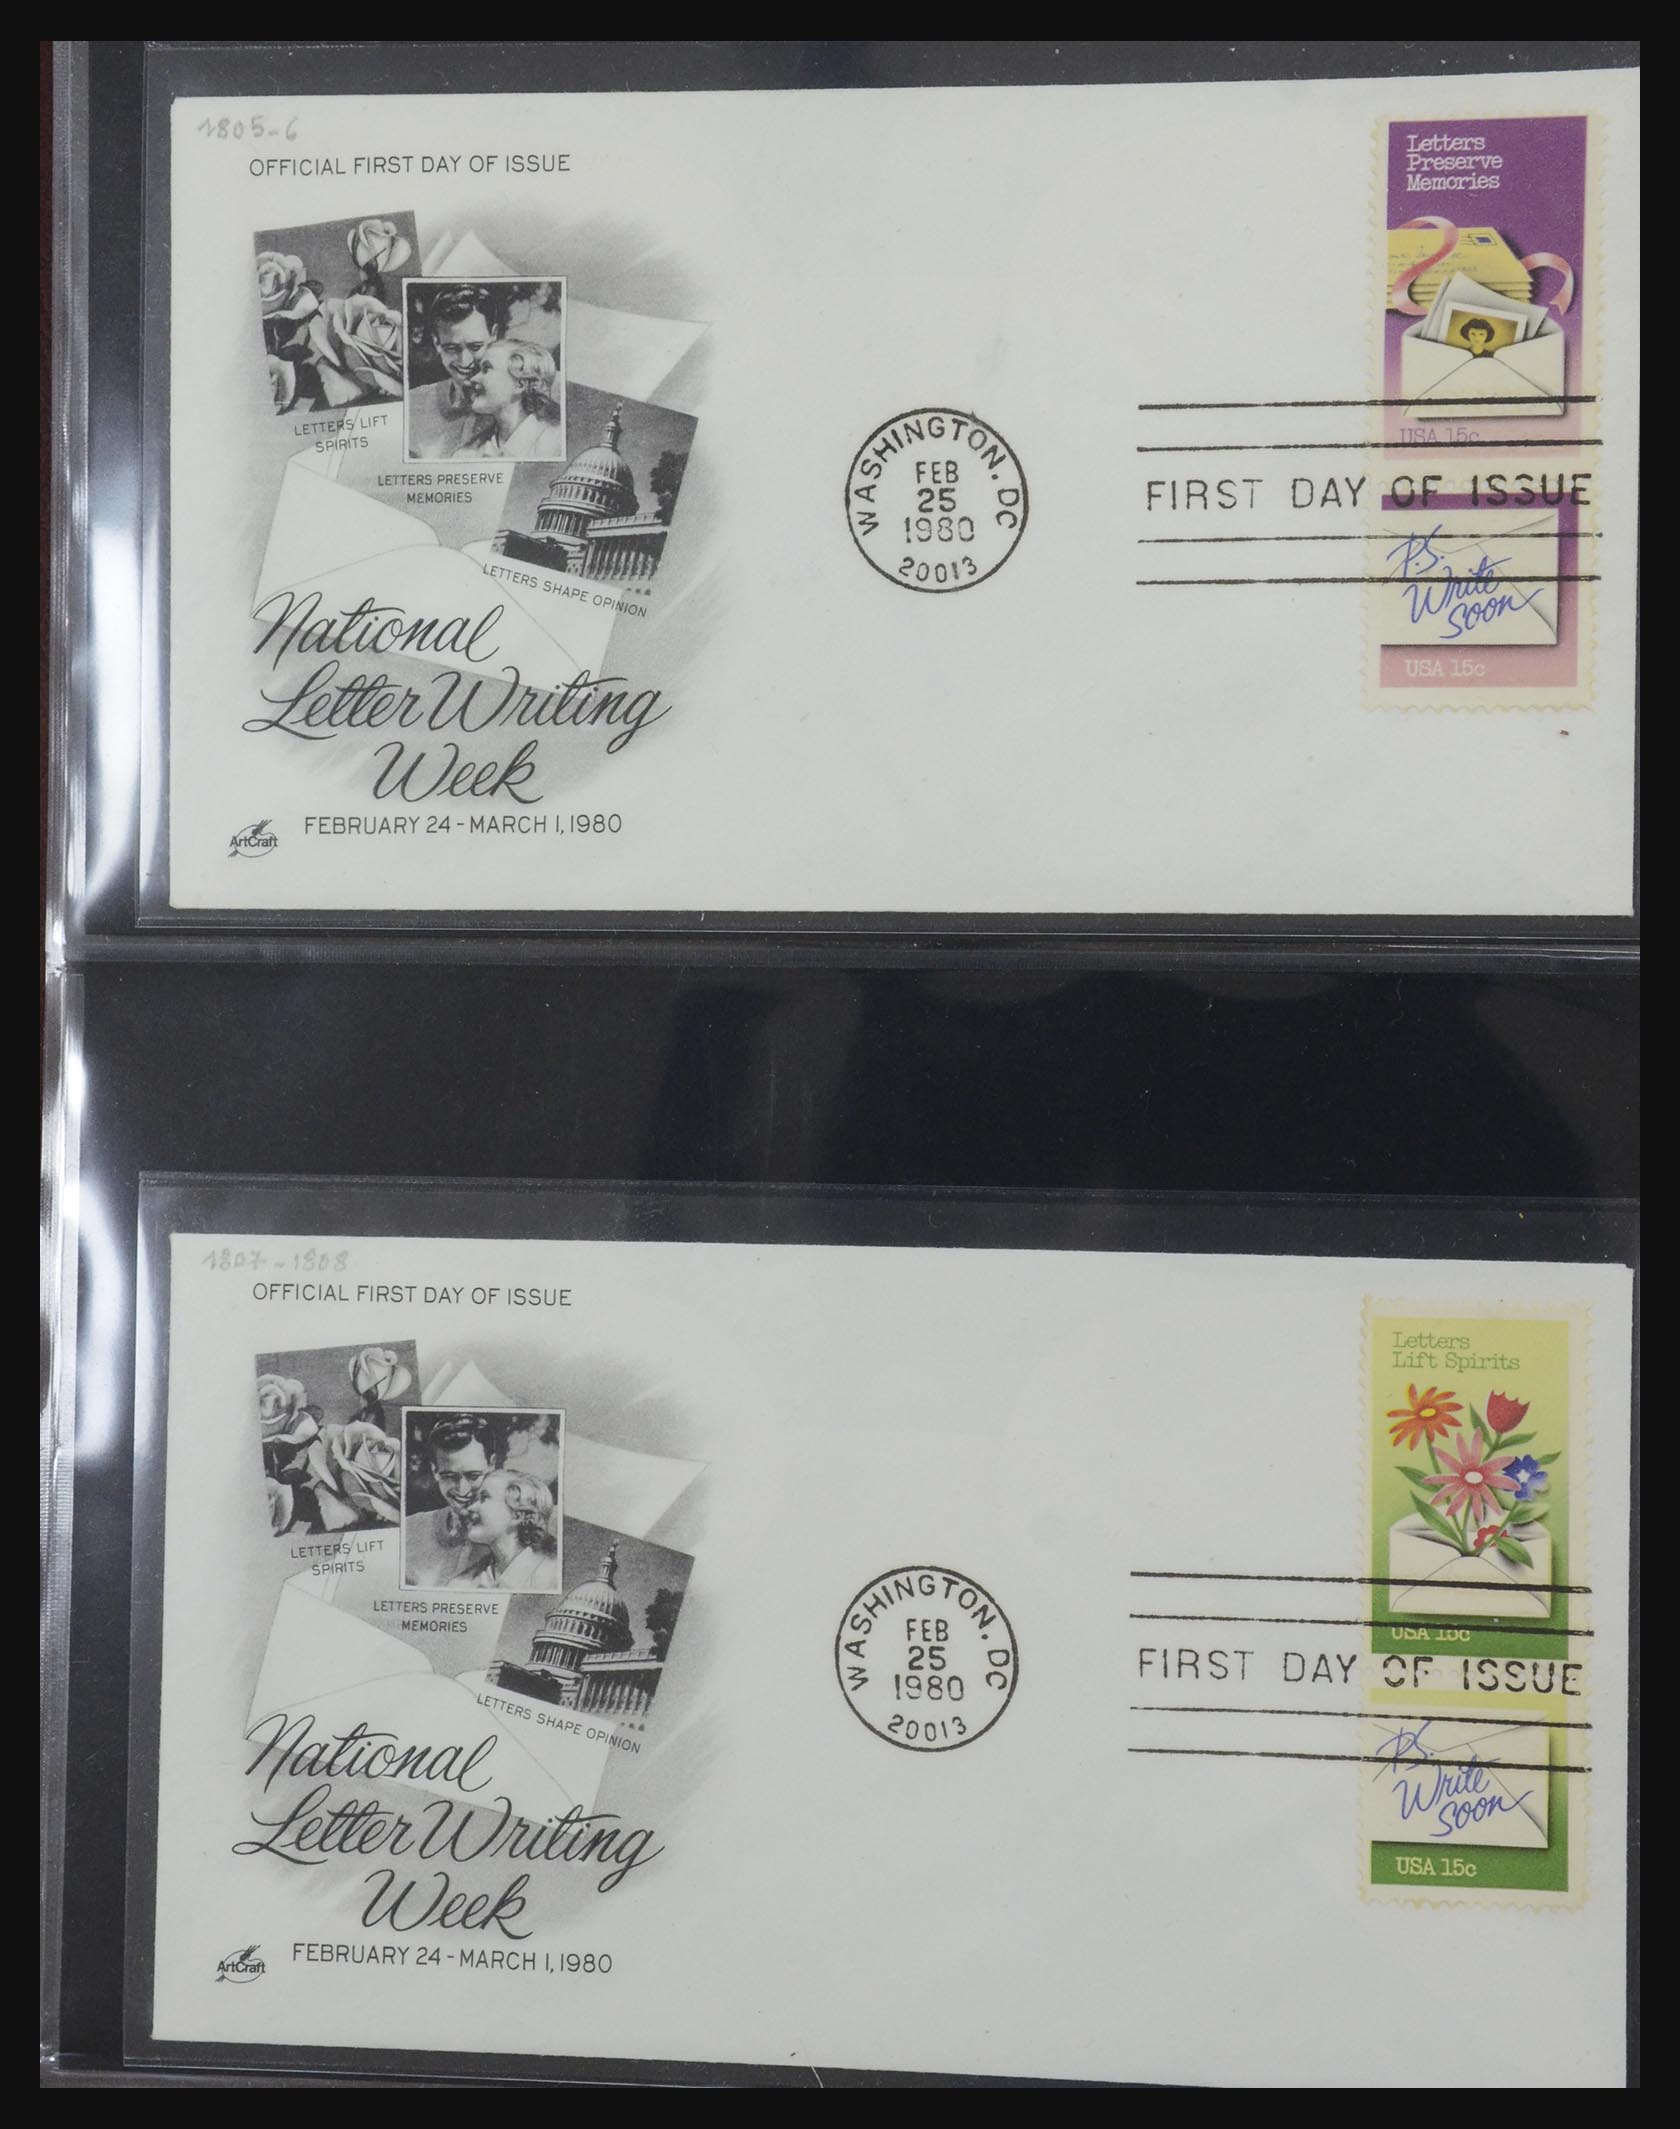 1805-6
OFFICIAL FIRST DAY OF ISSUE
LETTERS LIFT
SPIRITS
LETTERS PRESERVE
MEMORIES
LETTERS SHAPE OPINION
National
Letter Writing
Week
FEBRUARY 24 - MARCH 1, 1980
ArtCraft
WASHINGTON. DC
FEB
25
1980
20013
Letters
Preserve
Memories
USA 15c
FIRST DAY OF ISSUE
P.S.
Write
Soon
USA 15c
1807-1808
OFFICIAL FIRST DAY OF ISSUE
LETTERS LIFT
SPIRITS
LETTERS PRESERVE
MEMORIES
LETTERS SHAPE OPINION
National
Letter Writing
Week
FEBRUARY 24 - MARCH 1, 1980
ArtCraft
WASHINGTON. DC
FEB
25
1980
20013
Letters
Lift Spirits
USA 15c
FIRST DAY OF ISSUE
P.S.
Write
Soon
USA 15c